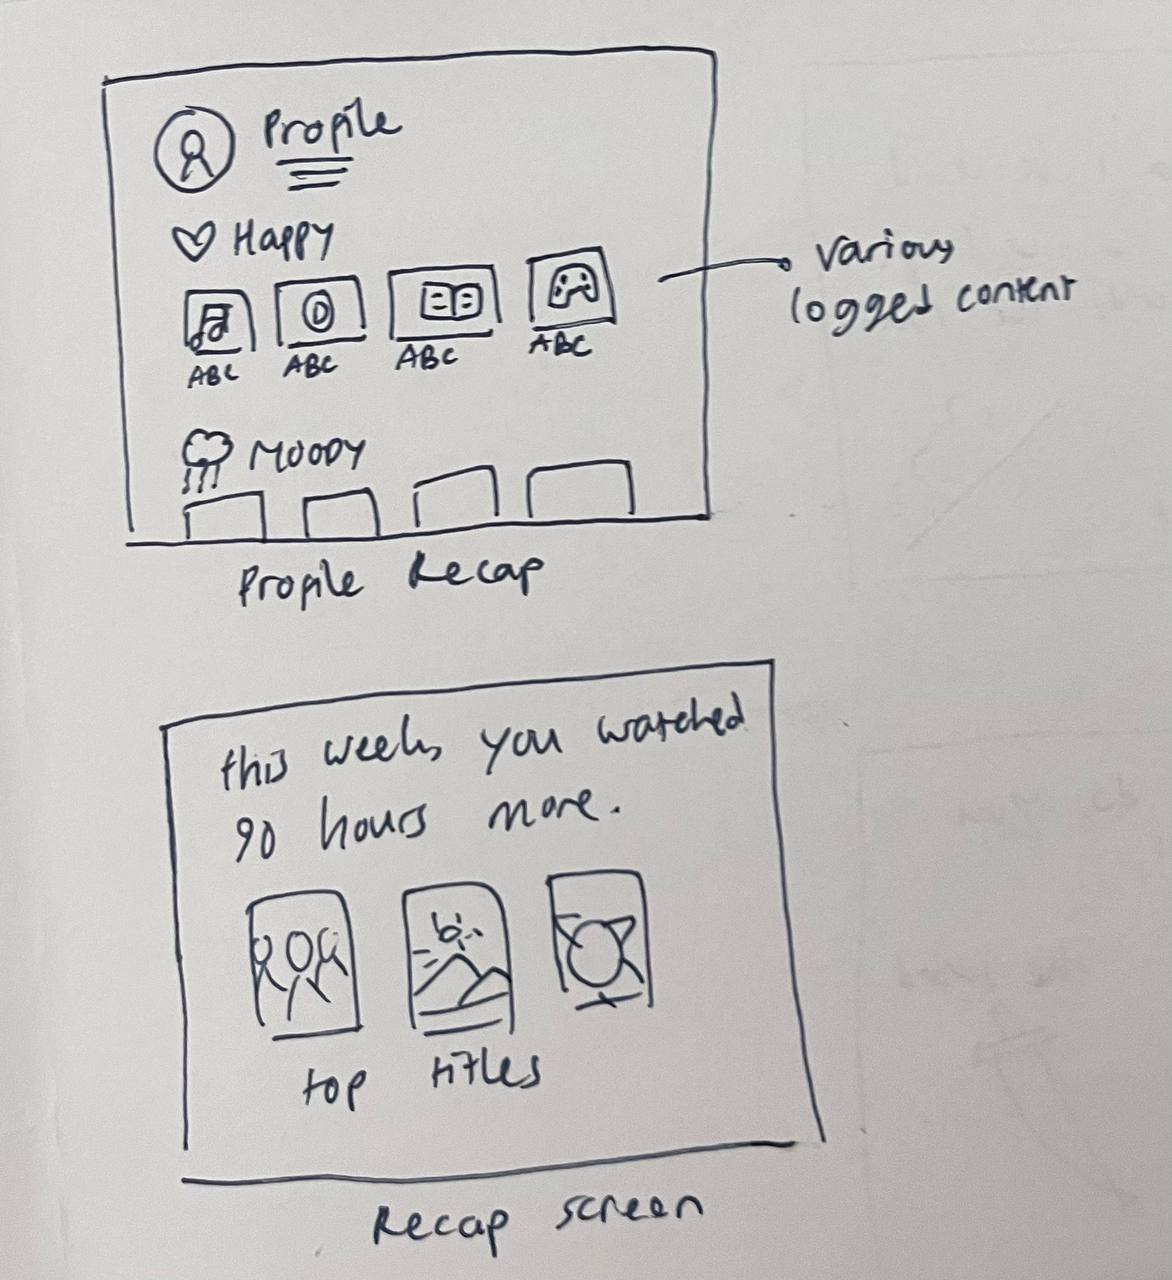 Profile
Happy
ABC
ABC
ABC
ABC
various
logged content
Moody
Profile Recap
this weeks you watched
90 hours more.
top titles
Recap screen